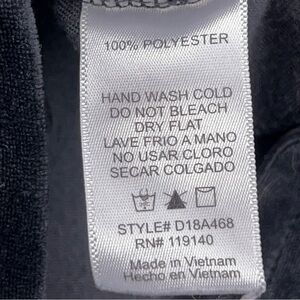 100% POLYESTER
HAND WASH COLD
DO NOT BLEACH
DRY FLAT
LAVE FRIO A MANO
NO USAR CLORO
SECAR COLGADO
STYLE# D18A468
RN# 119140
Made in Vietnam
Hecho en Vietnam